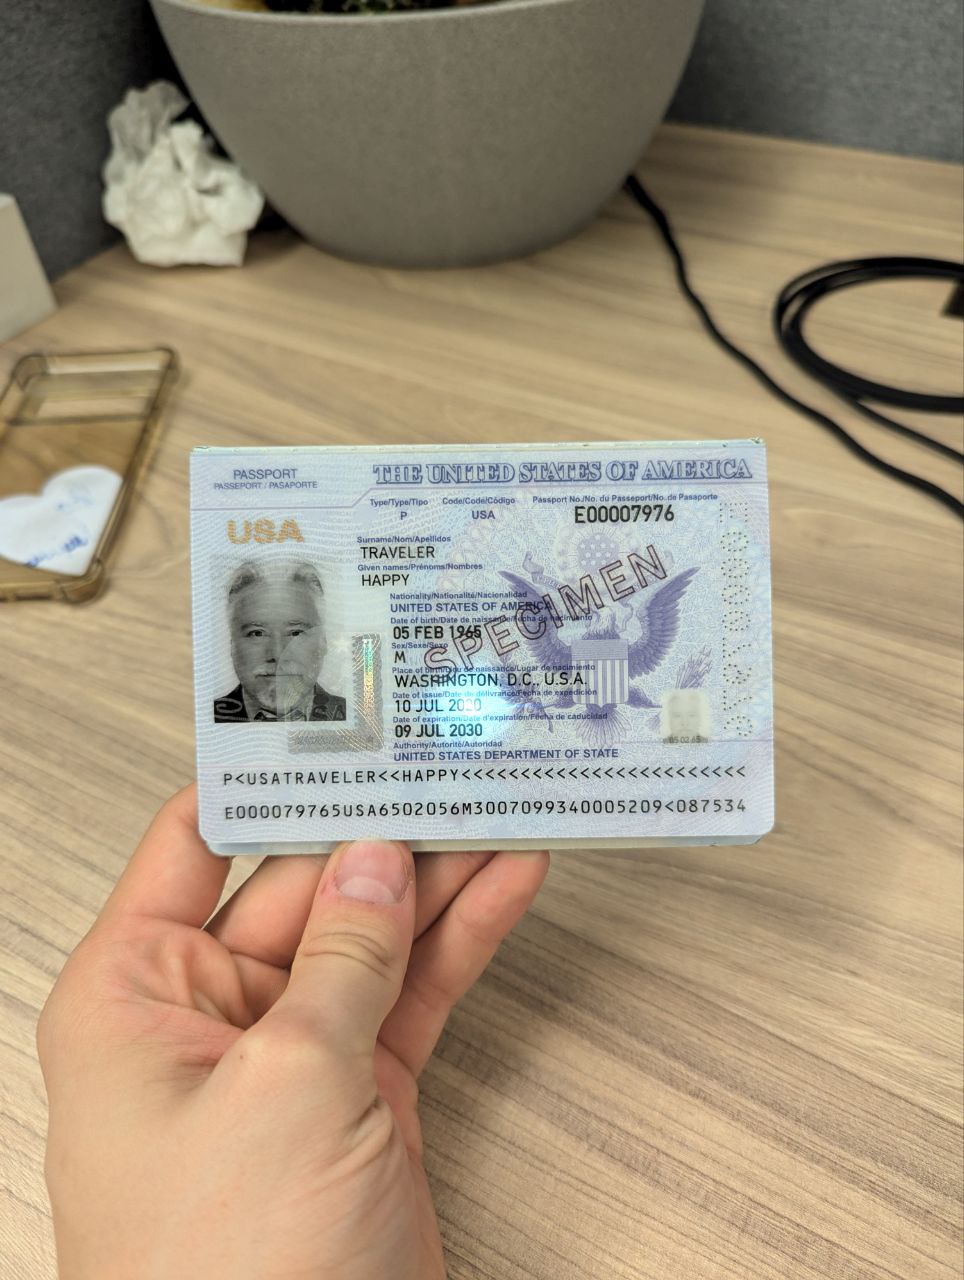 PASSPORT
PASSEPORT / PASAPORTE
THE UNITED STATES OF AMERICA
Type/Type/Tipo Code/Code/Código Passport No./No. du Passeport/No. de Pasaporte
P USA E00007976
USA
Surname/Nom/Apellidos
TRAVELER
Given names/Prénoms/Nombres
HAPPY
Nationality/Nationalité/Nacionalidad
UNITED STATES OF AMERICA
Date of birth/Date de naissance/Fecha de nacimiento
05 FEB 1965
Sex/Sexe/Sexo
M
Place of birth/Lieu de naissance/Lugar de nacimiento
WASHINGTON, D.C., U.S.A.
Date of issue/Date de délivrance/Fecha de expedición
10 JUL 2020
Date of expiration/Date d'expiration/Fecha de caducidad
09 JUL 2030
Authority/Autorité/Autoridad
UNITED STATES DEPARTMENT OF STATE
SPECIMEN
05 02 65
P<USATRAVELER<<HAPPY<<<<<<<<<<<<<<<<<<<<<<<<
E000079765USA6502056M3007099340005209<087534